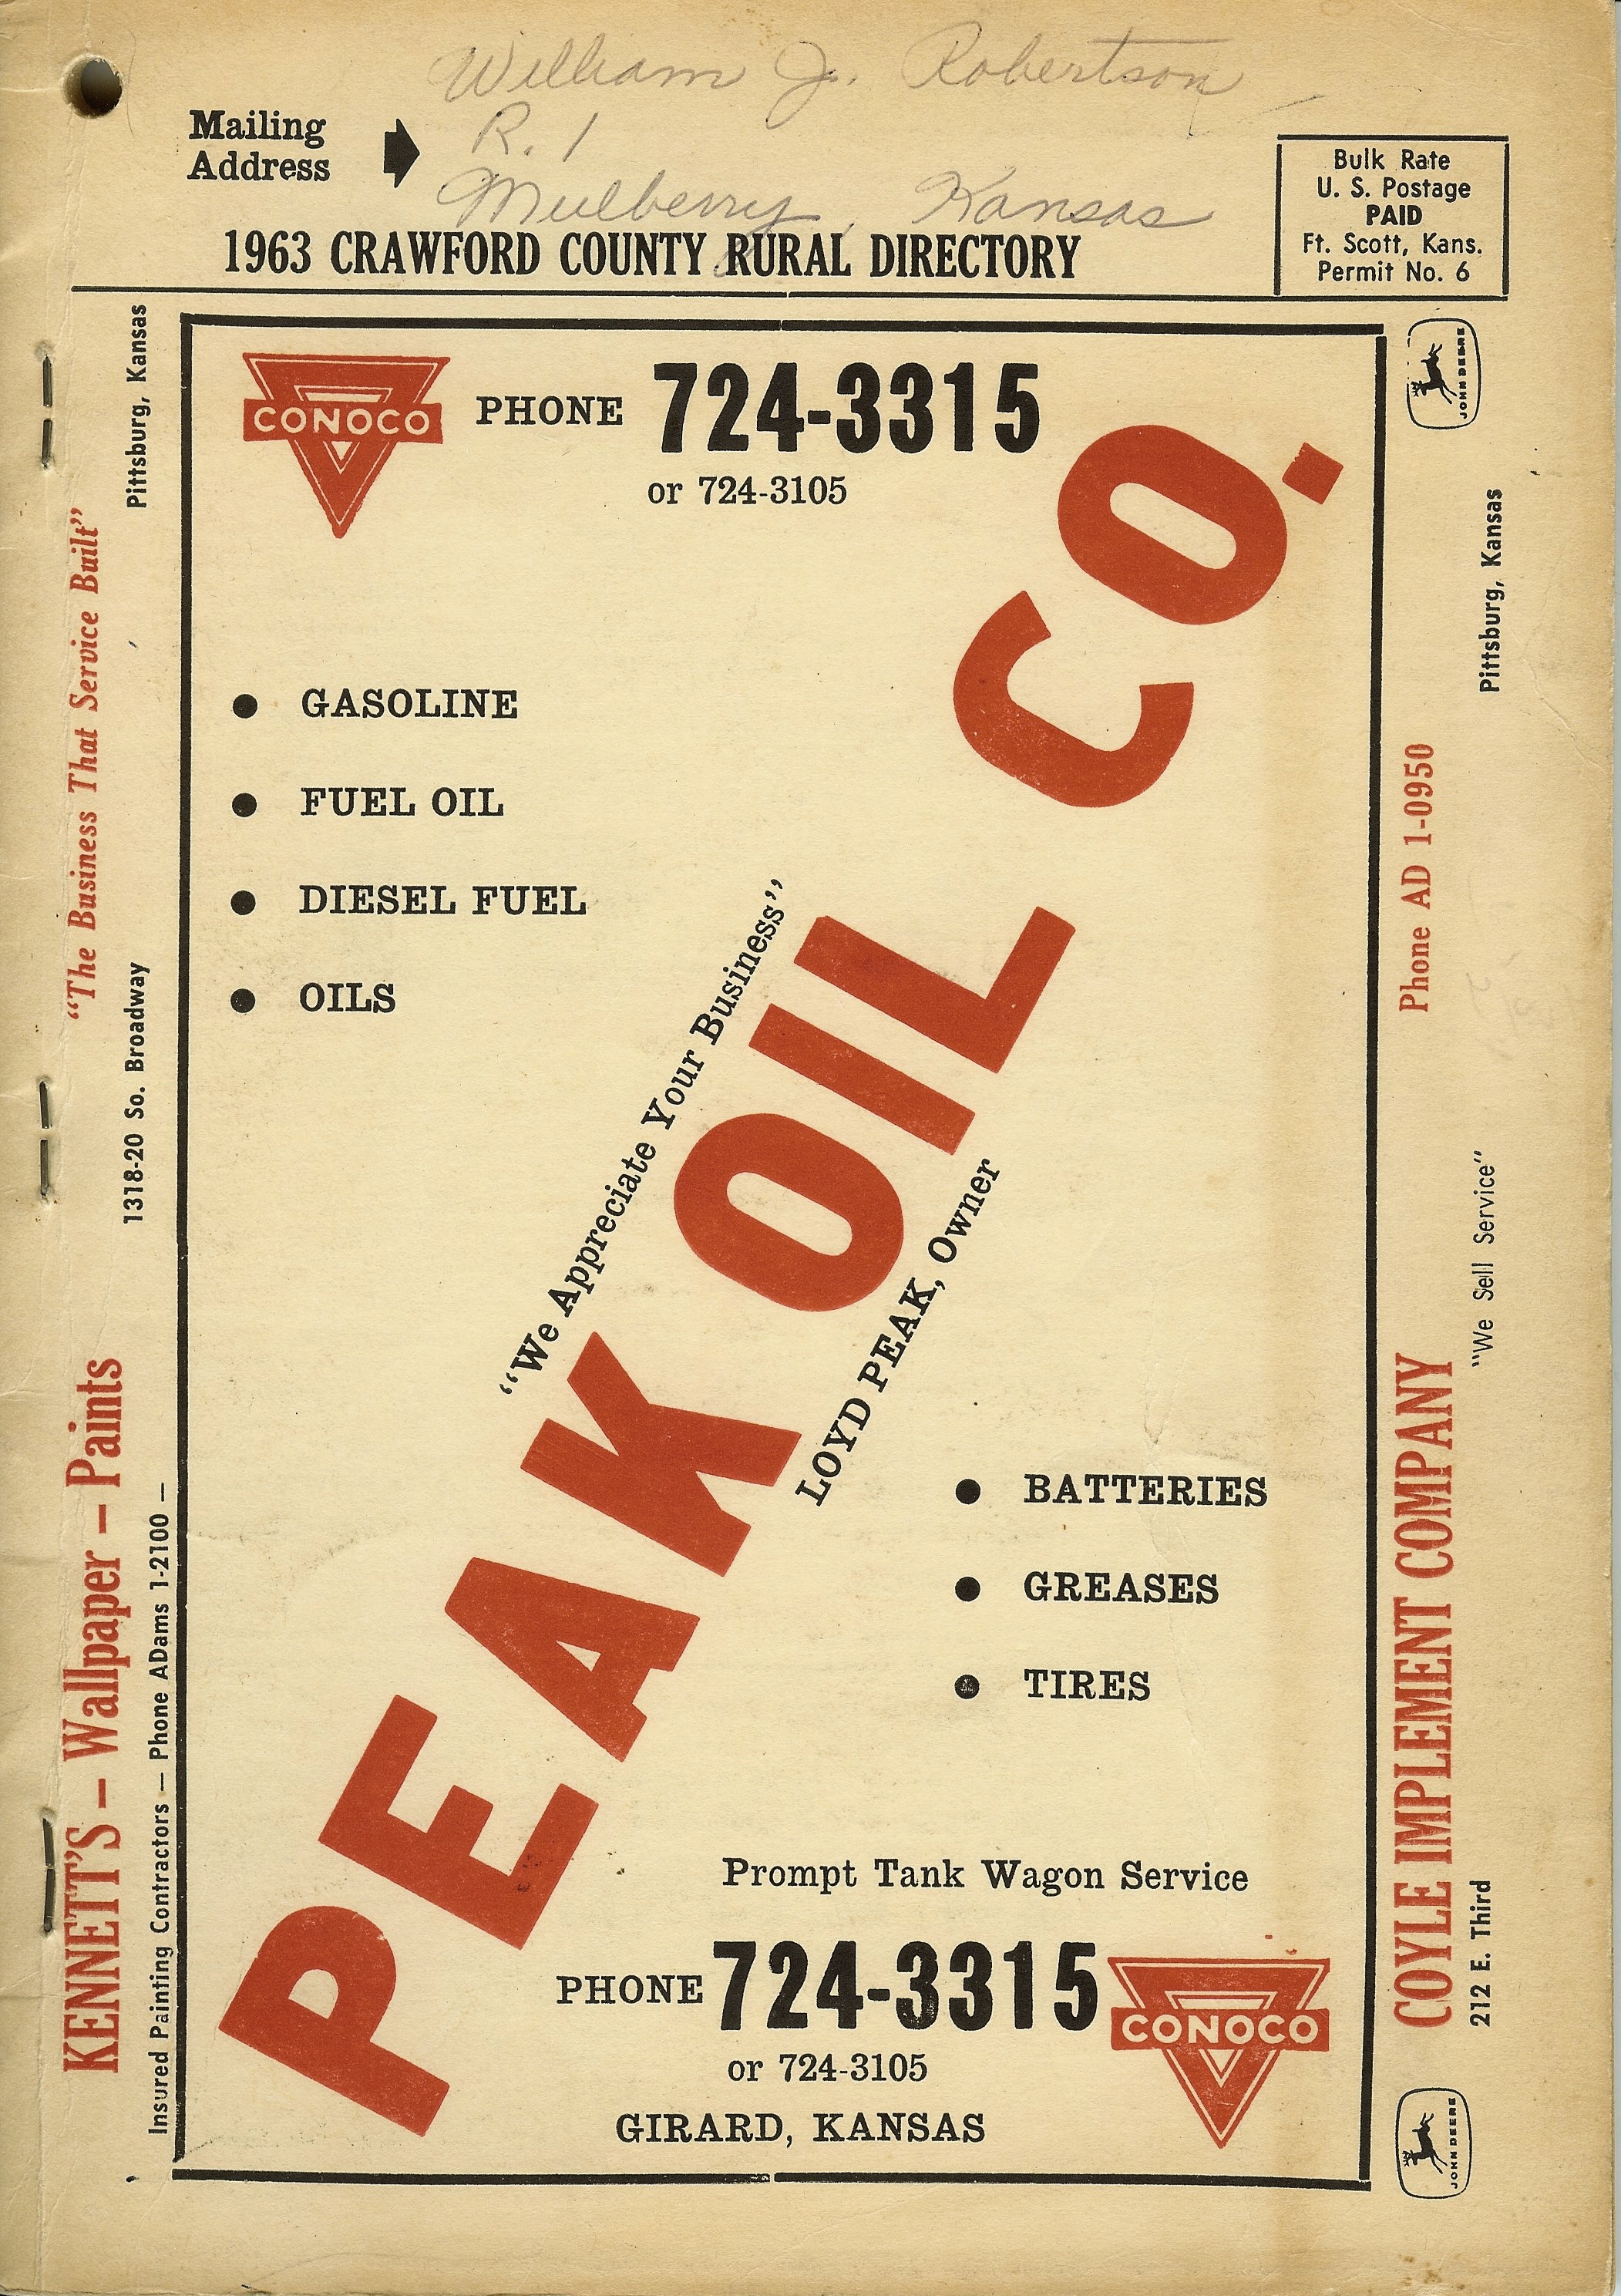 William J. Robertson
Mailing
Address
R. 1
Mulberry, Kansas
Bulk Rate
U. S. Postage
PAID
Ft. Scott, Kans.
Permit No. 6
1963 CRAWFORD COUNTY RURAL DIRECTORY
CONOCO
PHONE 724-3315
or 724-3105
• GASOLINE
• FUEL OIL
• DIESEL FUEL
• OILS
"We Appreciate Your Business"
PEAK OIL CO.
LOYD PEAK, Owner
• BATTERIES
• GREASES
• TIRES
Prompt Tank Wagon Service
PHONE 724-3315
or 724-3105
GIRARD, KANSAS
CONOCO
KENNETT'S – Wallpaper – Paints "The Business That Service Built"
Insured Painting Contractors — Phone ADams 1-2100 — 1318-20 So. Broadway Pittsburg, Kansas
JOHN DEERE
COYLE IMPLEMENT COMPANY Phone AD 1-0950
212 E. Third "We Sell Service" Pittsburg, Kansas
JOHN DEERE